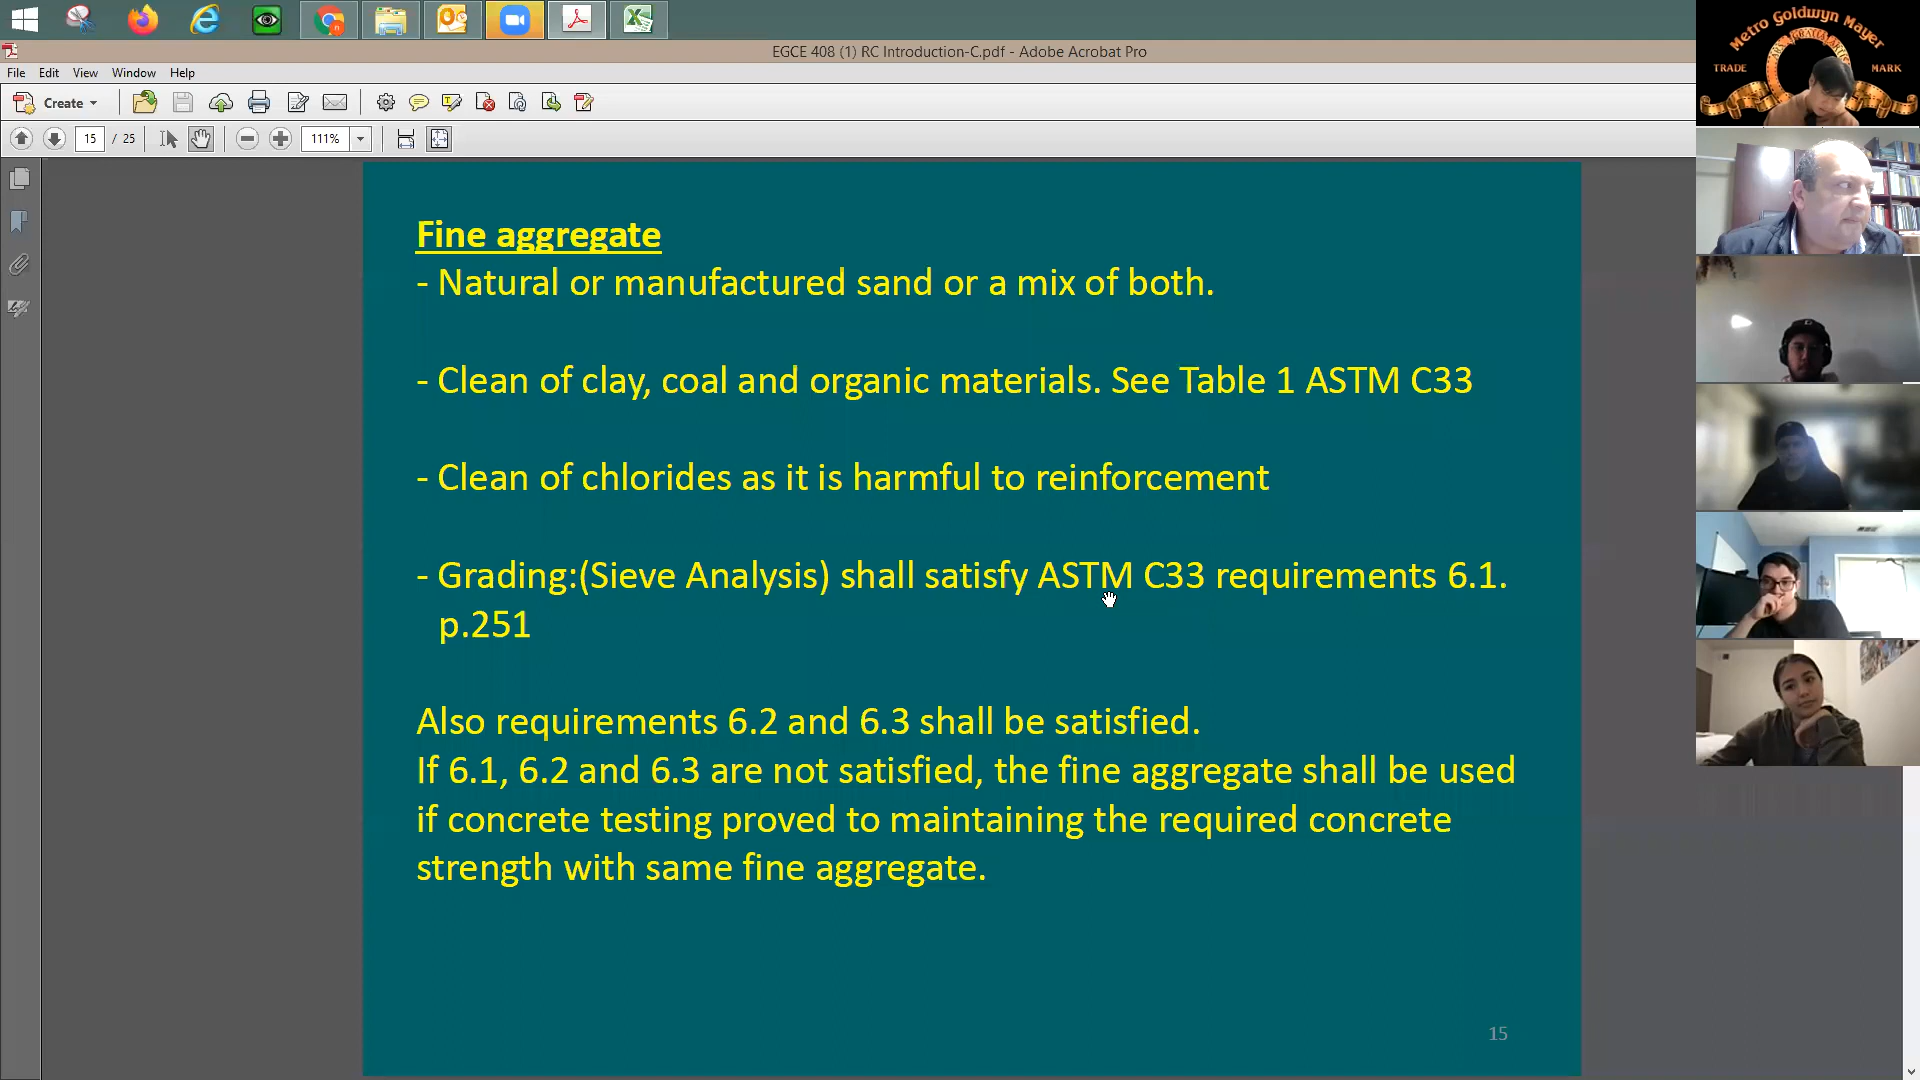 Metro Goldwyn Mayer
TRADE MARK
EGCE 408 (1) RC Introduction-C.pdf - Adobe Acrobat Pro
File Edit View Window Help
Create
15 / 25 111%
Fine aggregate
- Natural or manufactured sand or a mix of both.
- Clean of clay, coal and organic materials. See Table 1 ASTM C33
- Clean of chlorides as it is harmful to reinforcement
- Grading:(Sieve Analysis) shall satisfy ASTM C33 requirements 6.1.
p.251
Also requirements 6.2 and 6.3 shall be satisfied.
If 6.1, 6.2 and 6.3 are not satisfied, the fine aggregate shall be used
if concrete testing proved to maintaining the required concrete
strength with same fine aggregate.
15